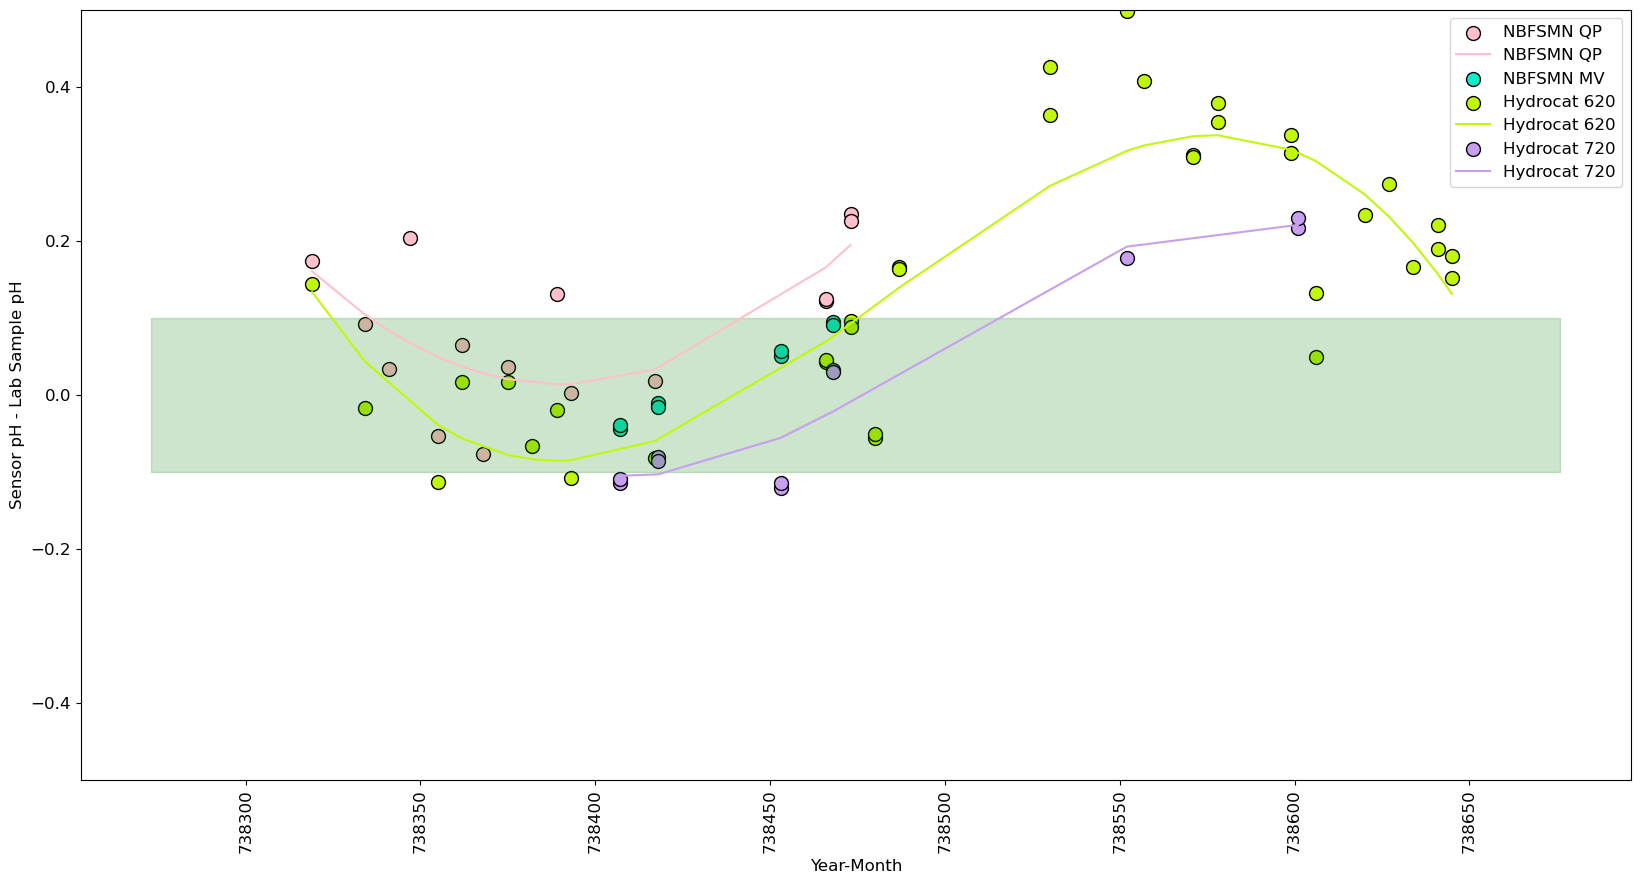 NBFSMN QP
NBFSMN QP
NBFSMN MV
Hydrocat 620
Hydrocat 620
Hydrocat 720
Hydrocat 720
Sensor pH - Lab Sample pH
0.4
0.2
0.0
−0.2
−0.4
738300
738350
738400
738450
738500
738550
738600
738650
Year-Month